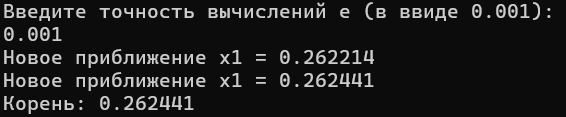 Введите точность вычислений e (в ввиде 0.001):
0.001
Новое приближение x1 = 0.262214
Новое приближение x1 = 0.262441
Корень: 0.262441